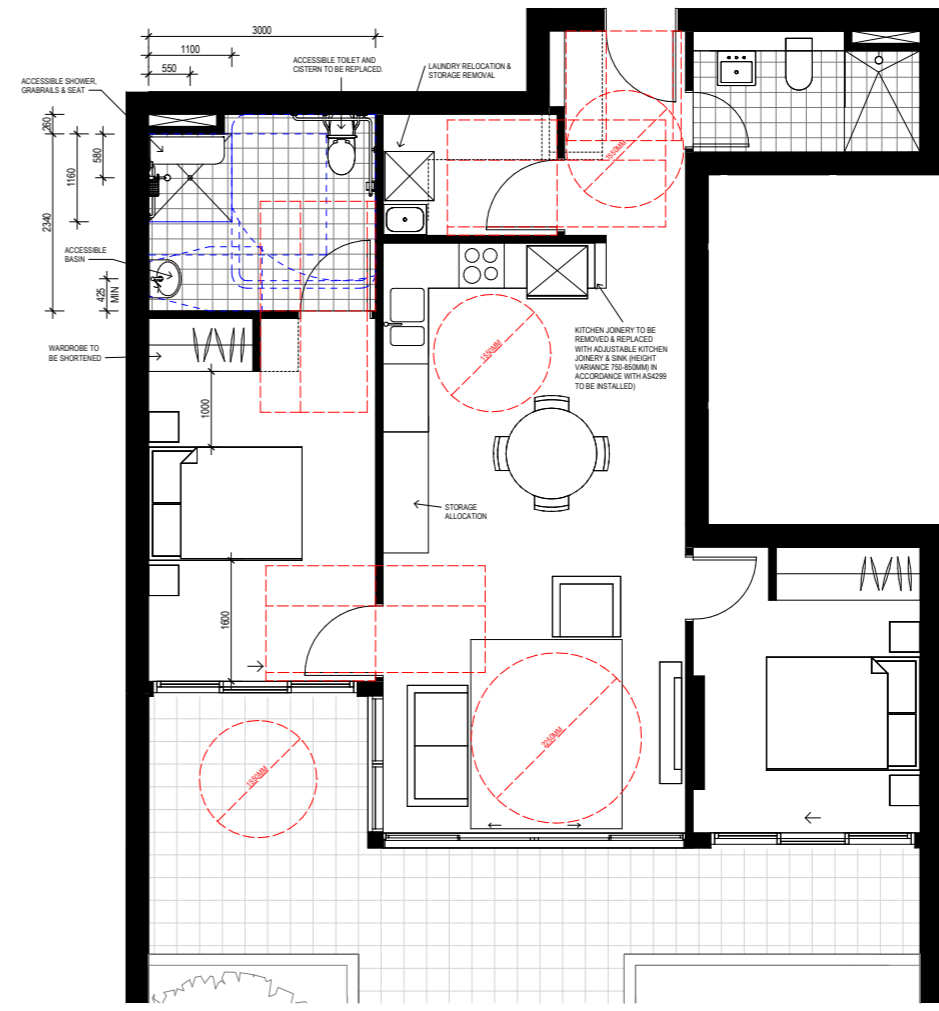 3000
1100
550
ACCESSIBLE TOILET AND
CISTERN TO BE REPLACED.
LAUNDRY RELOCATION &
STORAGE REMOVAL
ACCESSIBLE SHOWER,
GRABRAILS & SEAT
260
580
1160
2340
1550MM
ACCESSIBLE
BASIN
425
MIN
WARDROBE TO
BE SHORTENED
1550MM
KITCHEN JOINERY TO BE
REMOVED & REPLACED
WITH ADJUSTABLE KITCHEN
JOINERY & SINK (HEIGHT
VARIANCE 750-850MM) IN
ACCORDANCE WITH AS4299
TO BE INSTALLED)
1000
STORAGE
ALLOCATION
1600
2250MM
1550MM